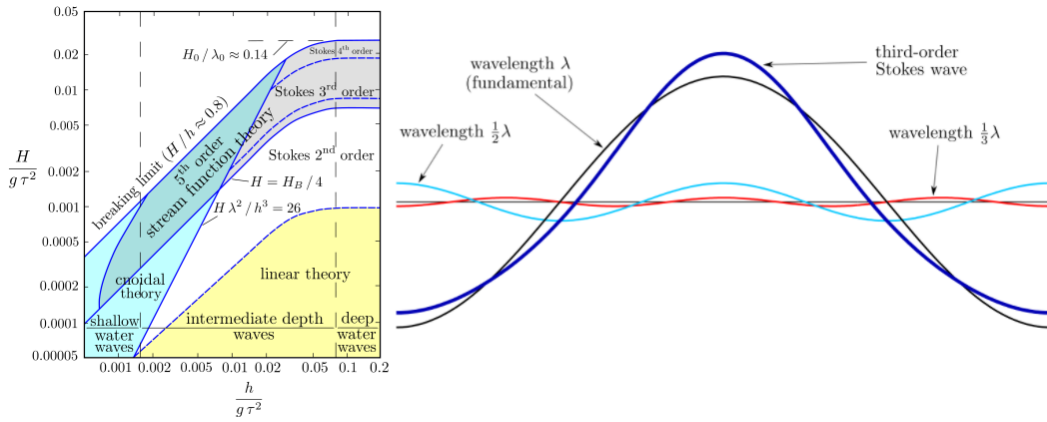 0.05
0.02
0.01
0.005
0.002
0.001
0.0005
0.0002
0.0001
0.00005
H
g τ²
H₀ / λ₀ ≈ 0.14
Stokes 4th order
Stokes 3rd order
Stokes 2nd order
breaking limit (H / h ≈ 0.8)
5th order
stream function theory
H = H_B / 4
H λ² / h³ = 26
cnoidal
theory
linear theory
shallow
water
waves
intermediate depth
waves
deep
water
waves
0.001 0.002 0.005 0.01 0.02 0.05 0.1 0.2
h
g τ²
wavelength λ
(fundamental)
third-order
Stokes wave
wavelength ½λ
wavelength ⅓λ